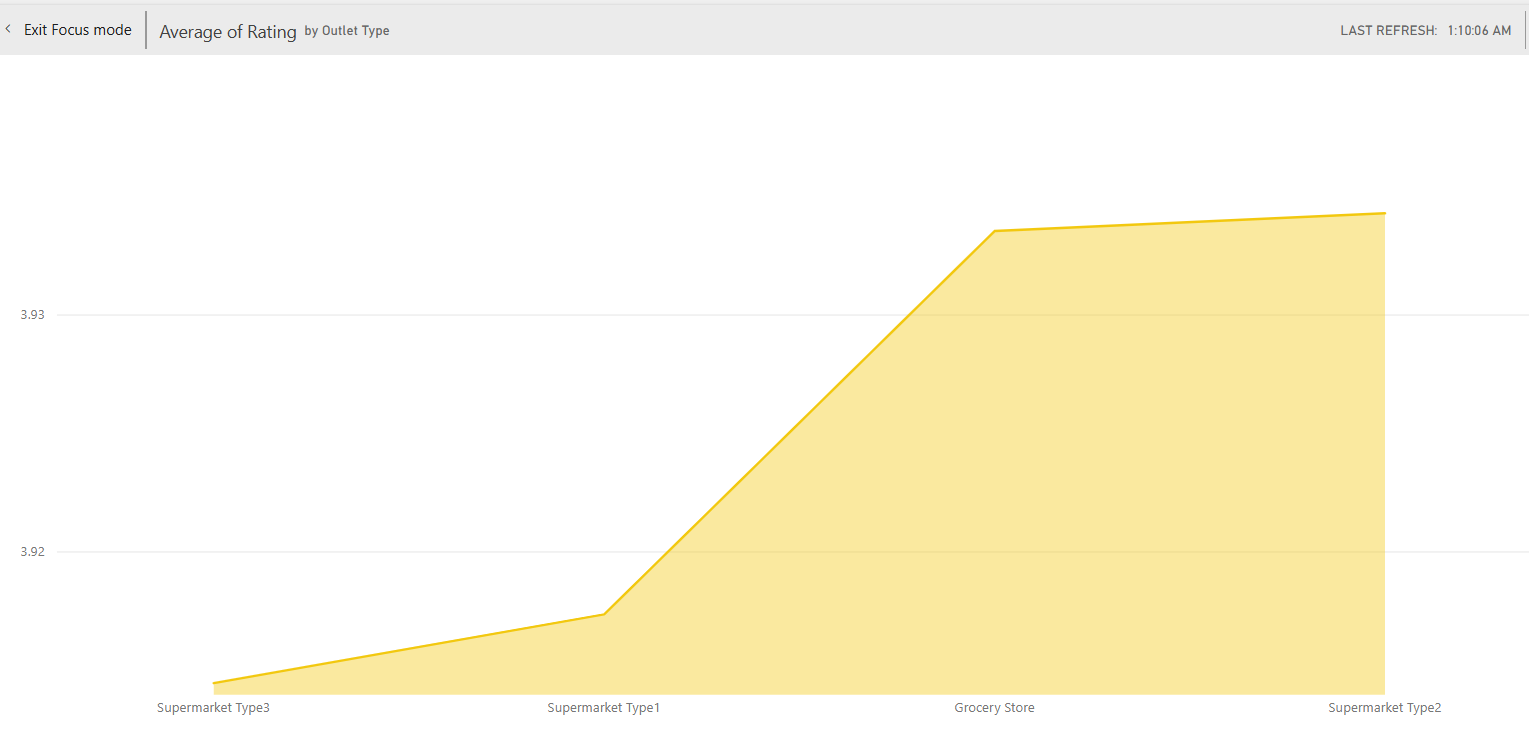 Exit Focus mode
Average of Rating by Outlet Type
LAST REFRESH: 1:10:06 AM
3.93
3.92
Supermarket Type3
Supermarket Type1
Grocery Store
Supermarket Type2